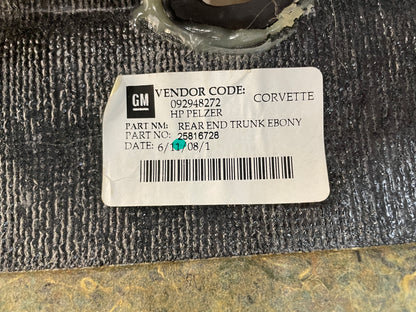 GM
VENDOR CODE:
092948272
HP PELZER
CORVETTE
PART NM: REAR END TRUNK EBONY
PART NO: 25816728
DATE: 6/11/08/1